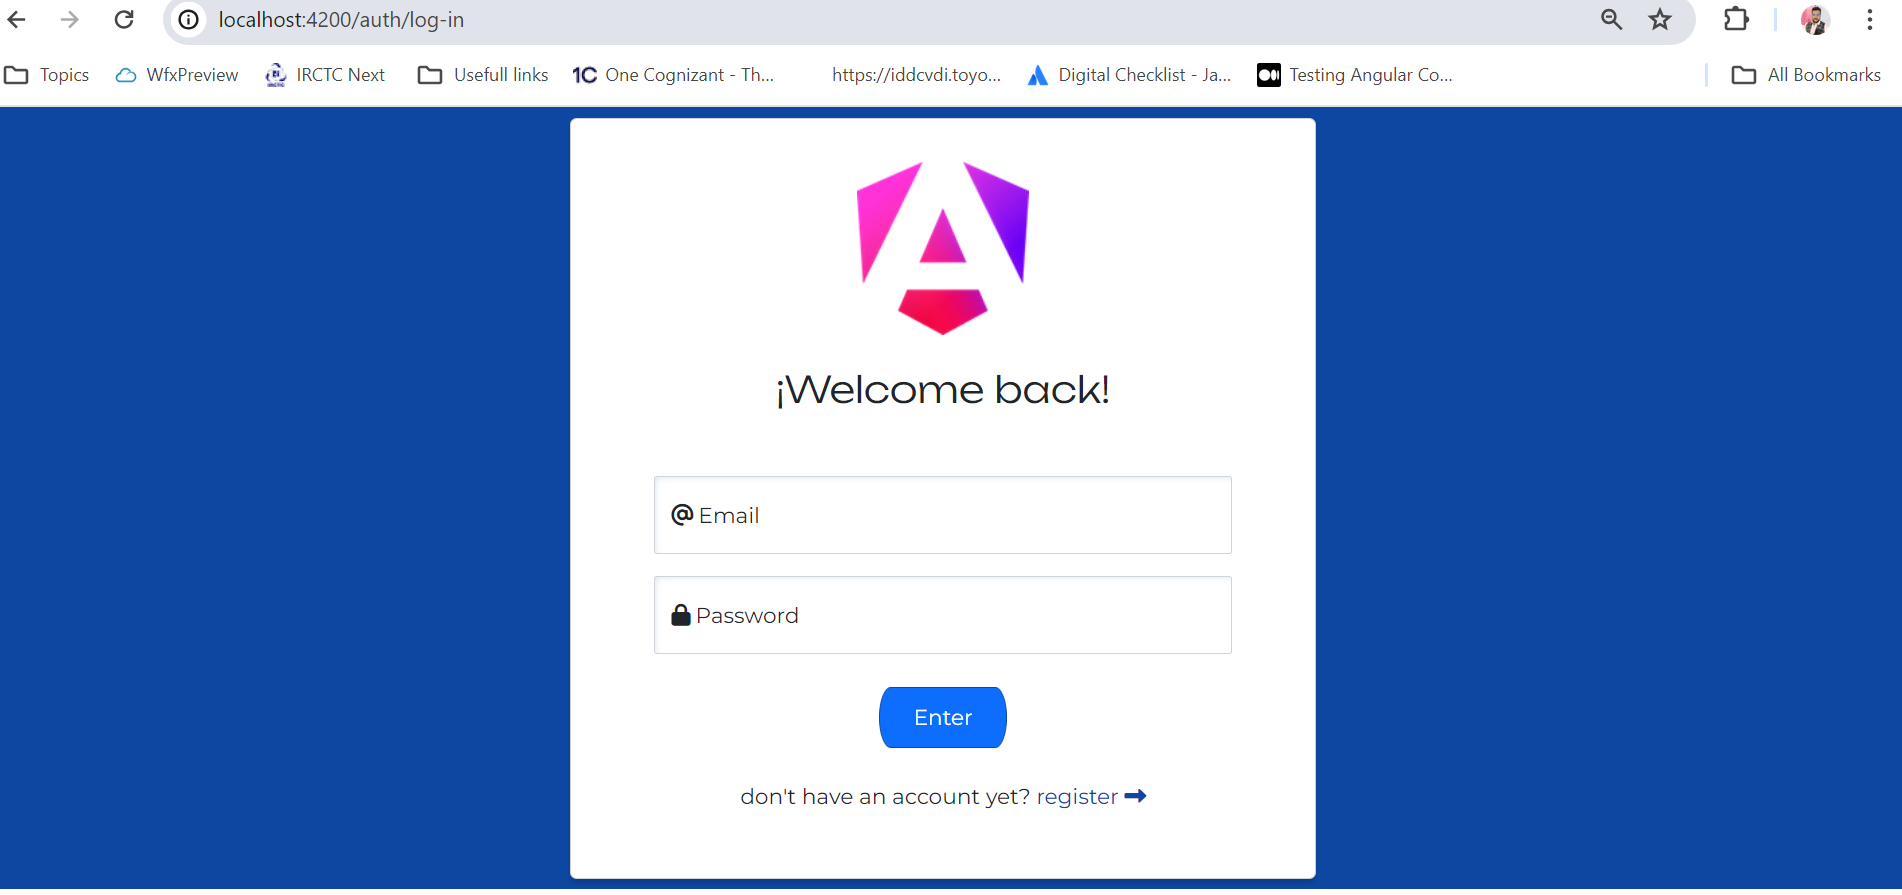 localhost:4200/auth/log-in
Topics WfxPreview IRCTC Next Usefull links 1C One Cognizant - Th... https://iddcvdi.toyo... Digital Checklist - Ja... Testing Angular Co... All Bookmarks
¡Welcome back!
@ Email
Password
Enter
don't have an account yet? register